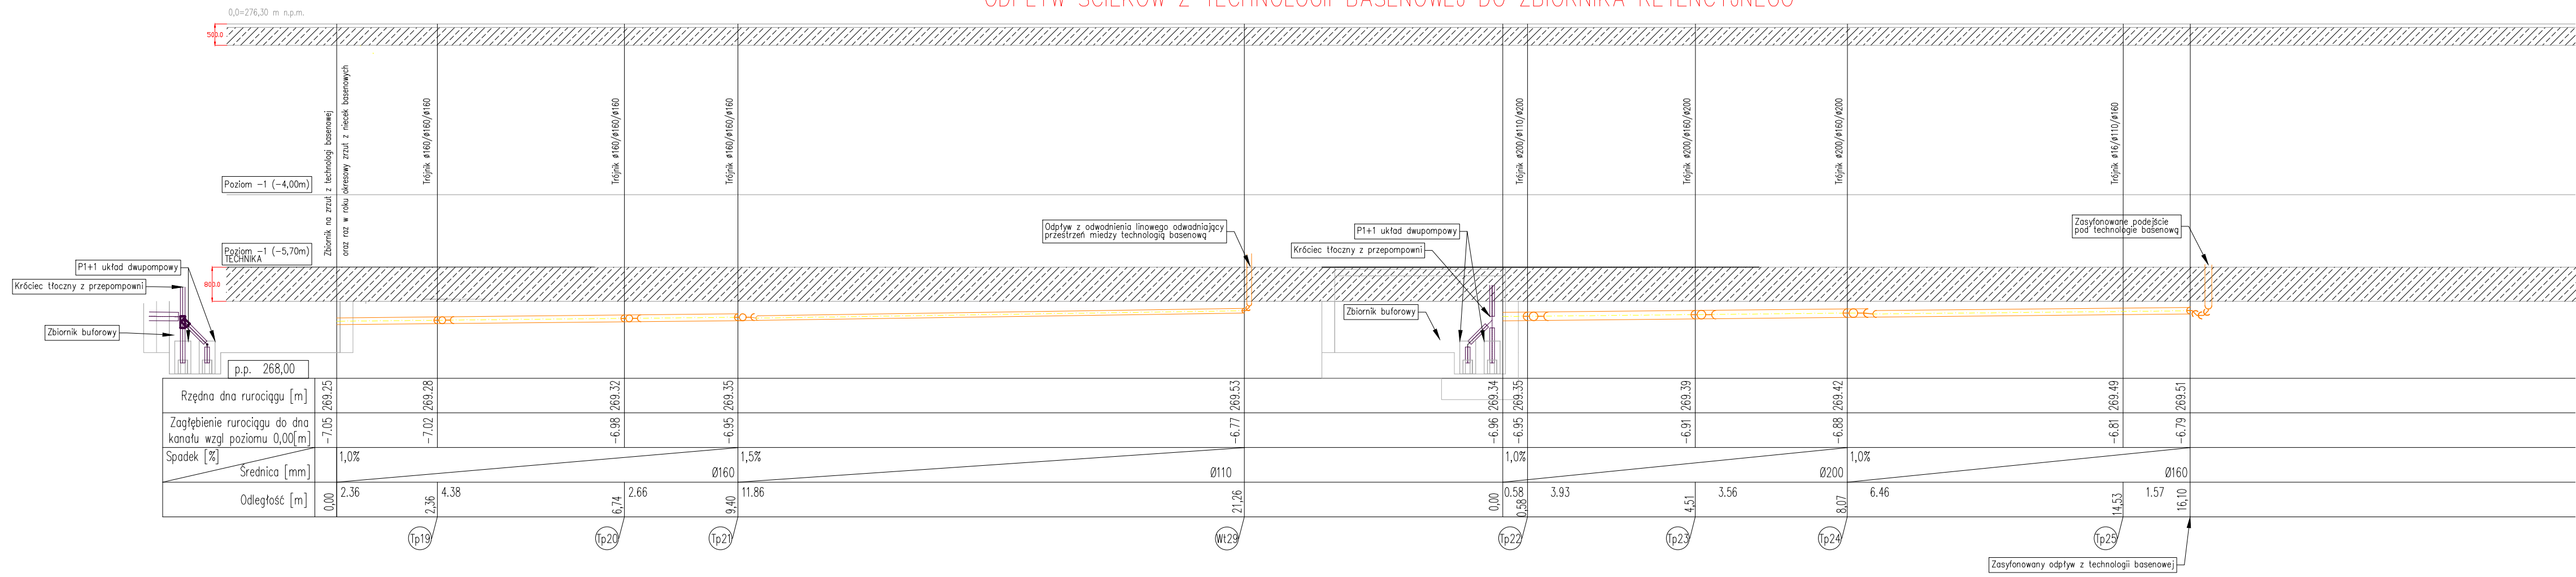 ODPŁYW ŚCIEKÓW Z TECHNOLOGII BASENOWEJ DO ZBIORNIKA RETENCYJNEGO
0,0=276,30 m n.p.m.
500.0
Zbiornik na zrzut z technologi basenowej
oraz raz w roku okresowy zrzut z niecek basenowych
Trójnik ø160/ø160/ø160
Trójnik ø160/ø160/ø160
Trójnik ø160/ø160/ø160
Trójnik ø200/ø110/ø200
Trójnik ø200/ø160/ø200
Trójnik ø200/ø160/ø200
Trójnik ø16/ø110/ø160
Poziom -1 (-4,00m)
Poziom -1 (-5,70m)
TECHNIKA
800.0
P1+1 układ dwupompowy
Króciec tłoczny z przepompowni
Zbiornik buforowy
Odpływ z odwodnienia linowego odwadniający
przestrzeń miedzy technologią basenową
P1+1 układ dwupompowy
Króciec tłoczny z przepompowni
Zbiornik buforowy
Zasyfonowane podejście
pod technologie basenową
p.p. 268,00
Rzędna dna rurociągu [m]
269.25
269.28
269.32
269.35
269.53
269.34
269.35
269.39
269.42
269.49
269.51
Zagłębienie rurociągu do dna
kanału wzgl poziomu 0,00[m]
-7.05
-7.02
-6.98
-6.95
-6.77
-6.96
-6.95
-6.91
-6.88
-6.81
-6.79
Spadek [%]
1,0%
1,5%
1,0%
1,0%
Średnica [mm]
Ø160
Ø110
Ø200
Ø160
Odległość [m]
0,00
2.36
2,36
4.38
6,74
2.66
9,40
11.86
21,26
0,00
0.58
0,58
3.93
4,51
3.56
8,07
6.46
14,53
1.57
16,10
Tp19
Tp20
Tp21
Wt29
Tp22
Tp23
Tp24
Tp25
Zasyfonowany odpływ z technologii basenowej